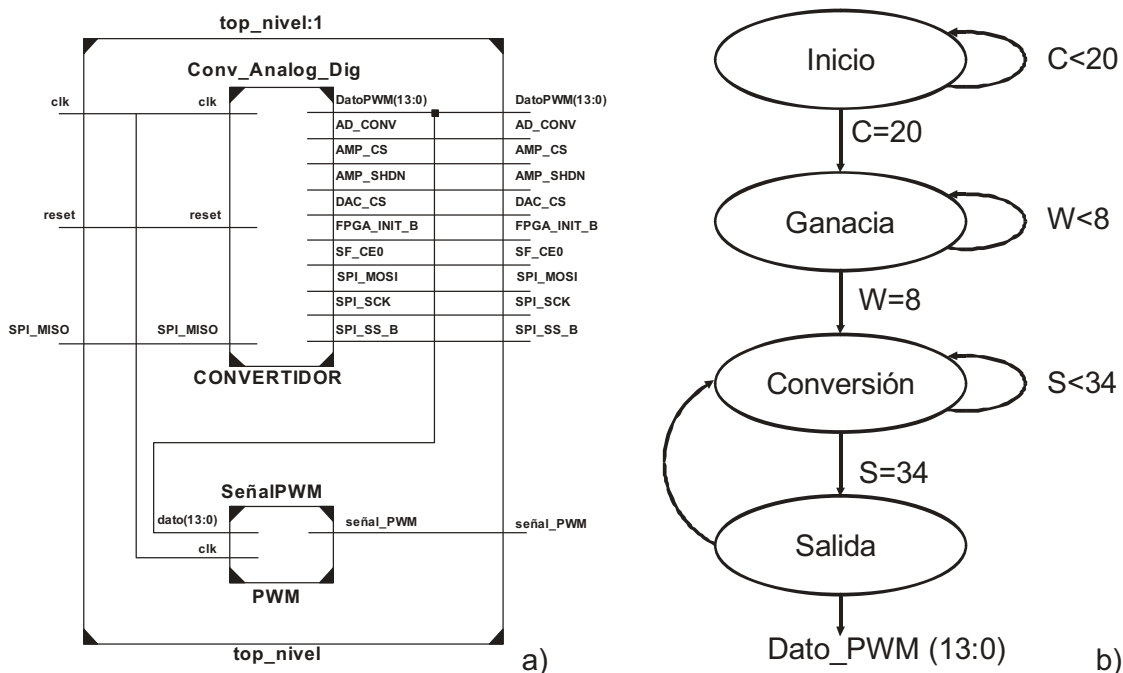 top_nivel:1
Conv_Analog_Dig
clk
clk
DatoPWM(13:0)
DatoPWM(13:0)
AD_CONV
AD_CONV
AMP_CS
AMP_CS
AMP_SHDN
AMP_SHDN
DAC_CS
DAC_CS
reset
reset
FPGA_INIT_B
FPGA_INIT_B
SF_CE0
SF_CE0
SPI_MOSI
SPI_MOSI
SPI_SCK
SPI_SCK
SPI_MISO
SPI_MISO
SPI_SS_B
SPI_SS_B
CONVERTIDOR
SeñalPWM
dato(13:0)
señal_PWM
señal_PWM
clk
PWM
top_nivel
a)
Inicio
C<20
C=20
Ganacia
W<8
W=8
Conversión
S<34
S=34
Salida
Dato_PWM (13:0)
b)